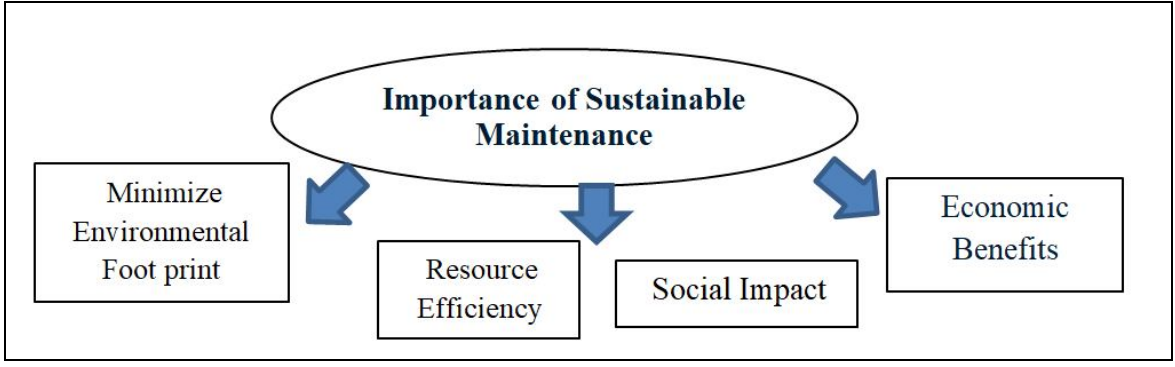 Importance of Sustainable
Maintenance
Minimize
Environmental
Foot print
Resource
Efficiency
Social Impact
Economic
Benefits